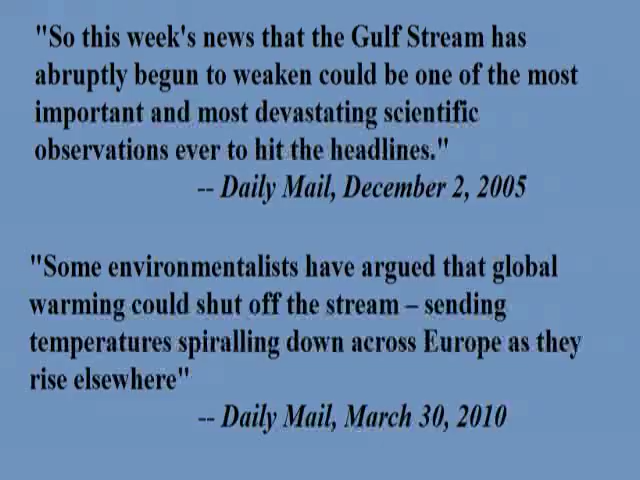 "So this week's news that the Gulf Stream has
abruptly begun to weaken could be one of the most
important and most devastating scientific
observations ever to hit the headlines."
-- Daily Mail, December 2, 2005
"Some environmentalists have argued that global
warming could shut off the stream – sending
temperatures spiralling down across Europe as they
rise elsewhere"
-- Daily Mail, March 30, 2010